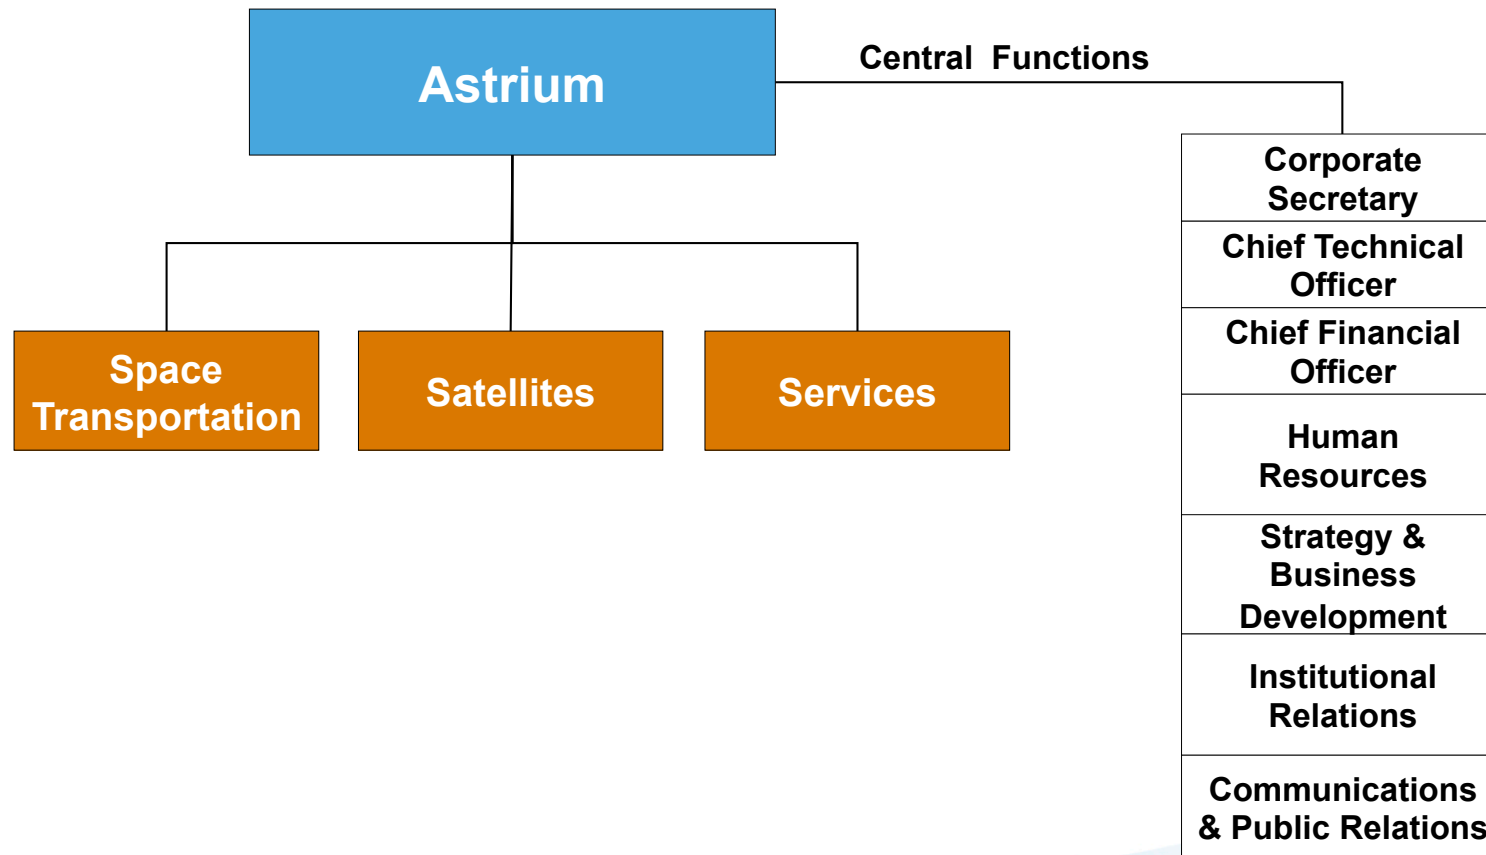 Astrium
Central Functions
Space
Transportation
Satellites
Services
Corporate
Secretary
Chief Technical
Officer
Chief Financial
Officer
Human
Resources
Strategy &
Business
Development
Institutional
Relations
Communications
& Public Relations